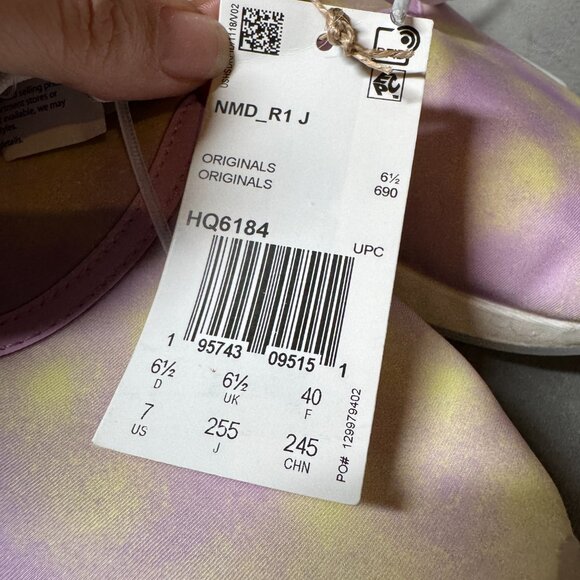 NMD_R1 J
ORIGINALS
ORIGINALS
6½
690
HQ6184
UPC
1 95743 09515 1
6½ 6½ 40
D UK F
7 255 245
US J CHN
PO# 129979402